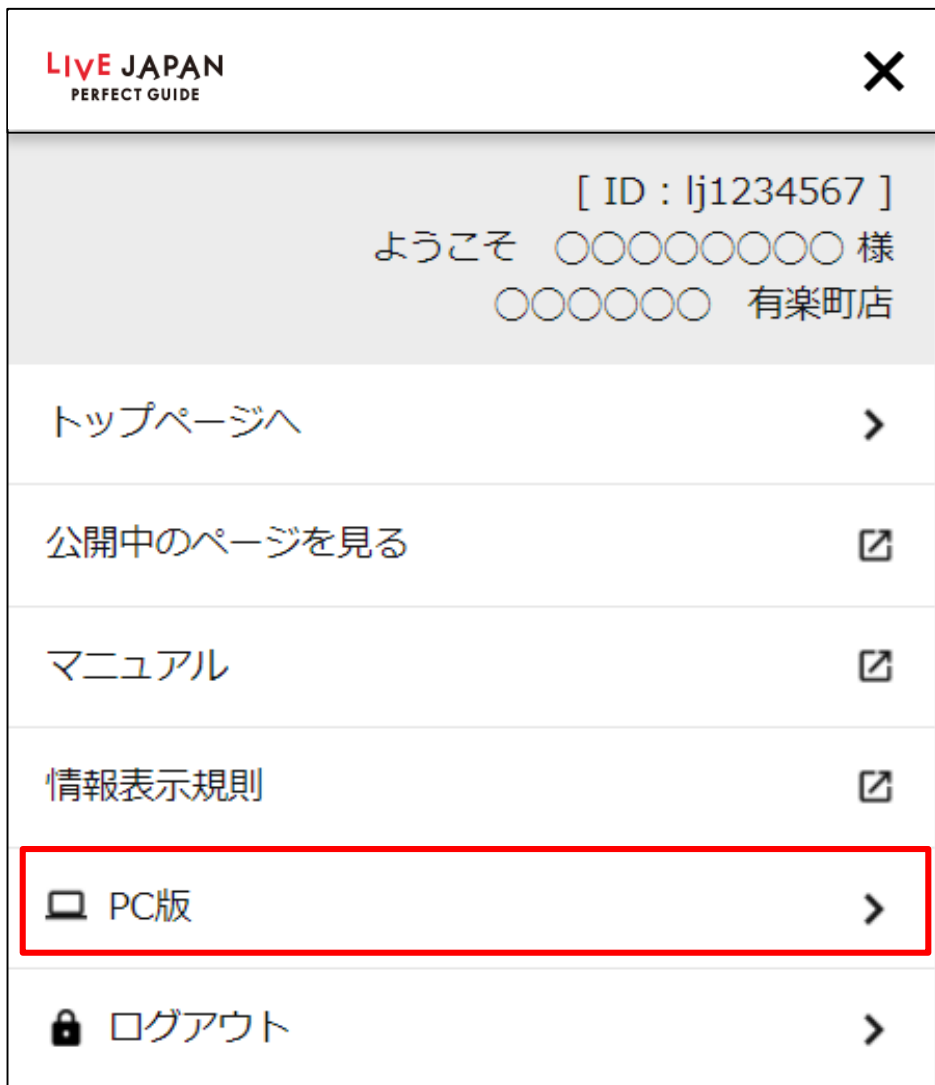 LIVE JAPAN
PERFECT GUIDE
[ ID : lj1234567 ]
ようこそ　○○○○○○○○ 様
○○○○○○　有楽町店
トップページへ
公開中のページを見る
マニュアル
情報表示規則
PC版
ログアウト